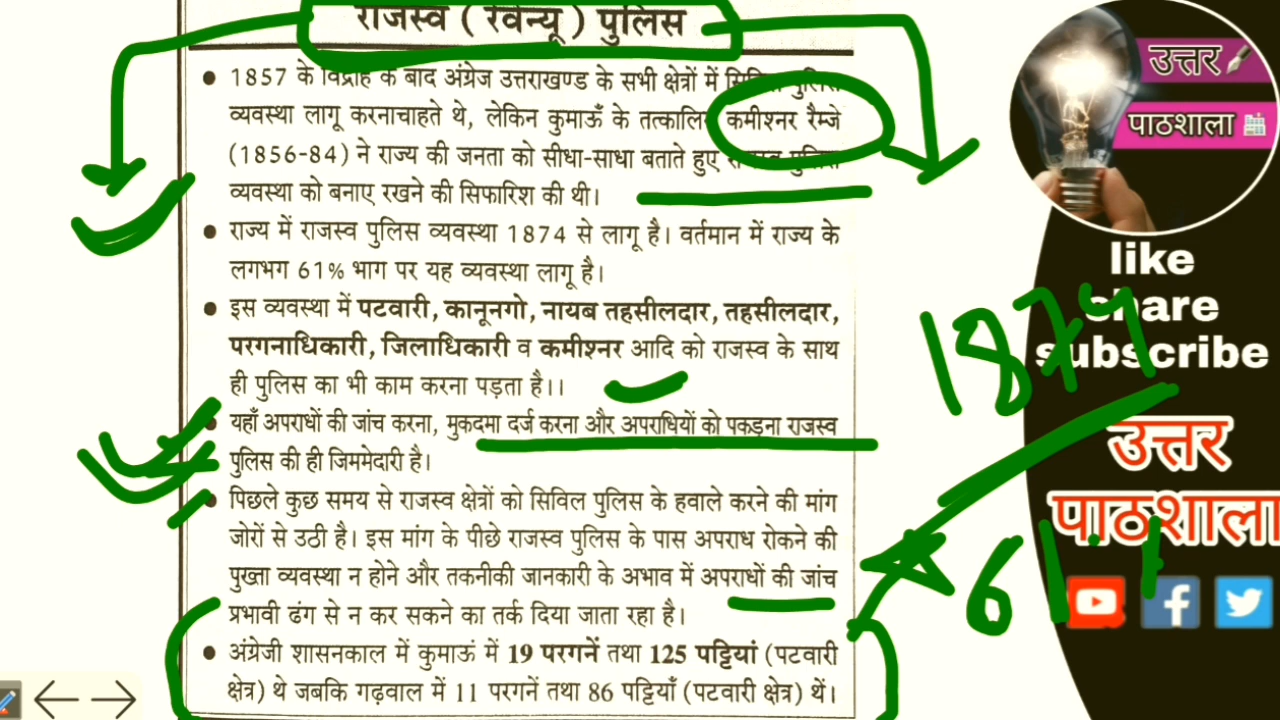 राजस्व ( रेवेन्यू ) पुलिस
1857 के विद्रोह के बाद अंग्रेज उत्तराखण्ड के सभी क्षेत्रों में सिविल पुलिस
व्यवस्था लागू करनाचाहते थे, लेकिन कुमाऊँ के तत्कालि कमीश्नर रैम्जे
(1856-84) ने राज्य की जनता को सीधा-साधा बताते हुए राजस्व पुलिस
व्यवस्था को बनाए रखने की सिफारिश की थी।
राज्य में राजस्व पुलिस व्यवस्था 1874 से लागू है। वर्तमान में राज्य के
लगभग 61% भाग पर यह व्यवस्था लागू है।
इस व्यवस्था में पटवारी, कानूनगो, नायब तहसीलदार, तहसीलदार,
परगनाधिकारी, जिलाधिकारी व कमीश्नर आदि को राजस्व के साथ
ही पुलिस का भी काम करना पड़ता है।।
यहाँ अपराधों की जांच करना, मुकदमा दर्ज करना और अपराधियों को पकड़ना राजस्व
पुलिस की ही जिममेदारी है।
पिछले कुछ समय से राजस्व क्षेत्रों को सिविल पुलिस के हवाले करने की मांग
जोरों से उठी है। इस मांग के पीछे राजस्व पुलिस के पास अपराध रोकने की
पुख्ता व्यवस्था न होने और तकनीकी जानकारी के अभाव में अपराधों की जांच
प्रभावी ढंग से न कर सकने का तर्क दिया जाता रहा है।
अंग्रेजी शासनकाल में कुमाऊं में 19 परगनें तथा 125 पट्टियां (पटवारी
क्षेत्र) थे जबकि गढ़वाल में 11 परगनें तथा 86 पट्टियाँ (पटवारी क्षेत्र) थें।
उत्तर
पाठशाला
like
share
subscribe
1874
उत्तर
पाठशाला
61